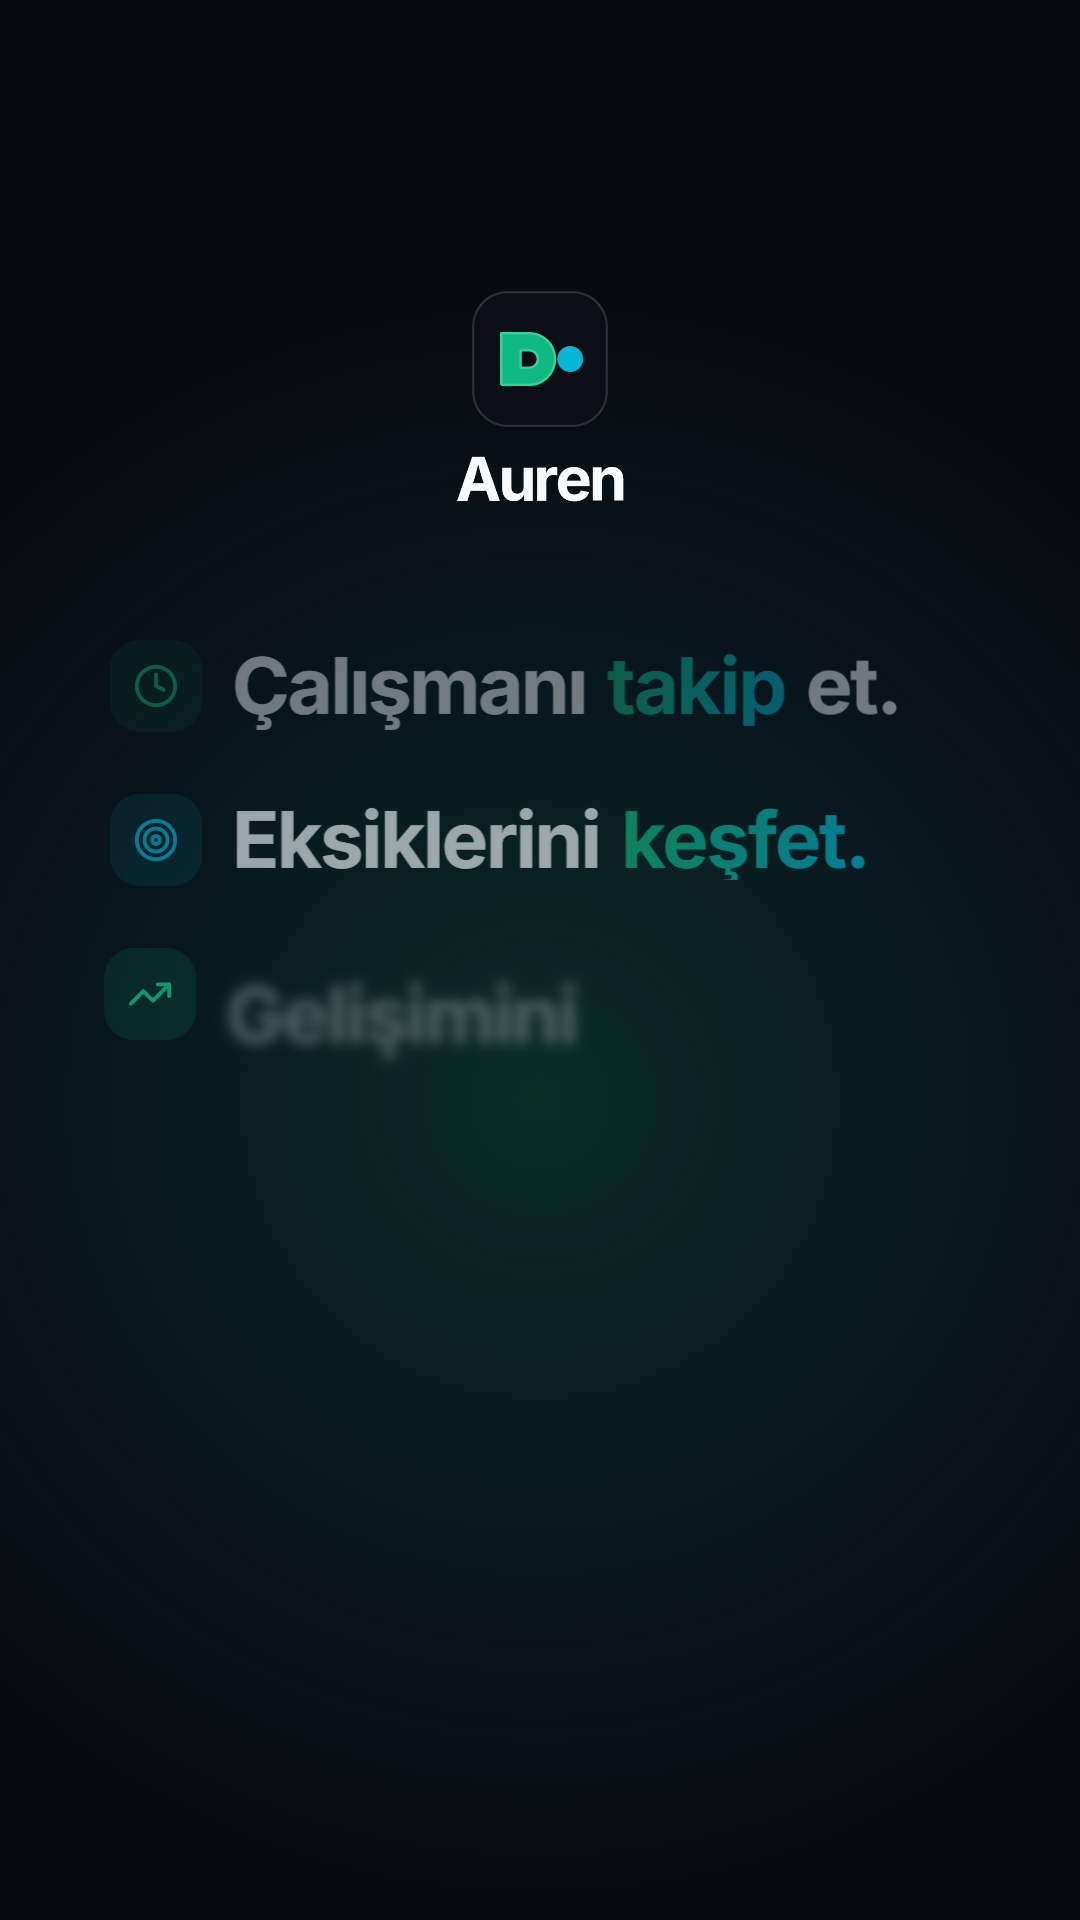 D
Auren
Çalışmanı takip et.
Eksiklerini keşfet.
Gelişimini